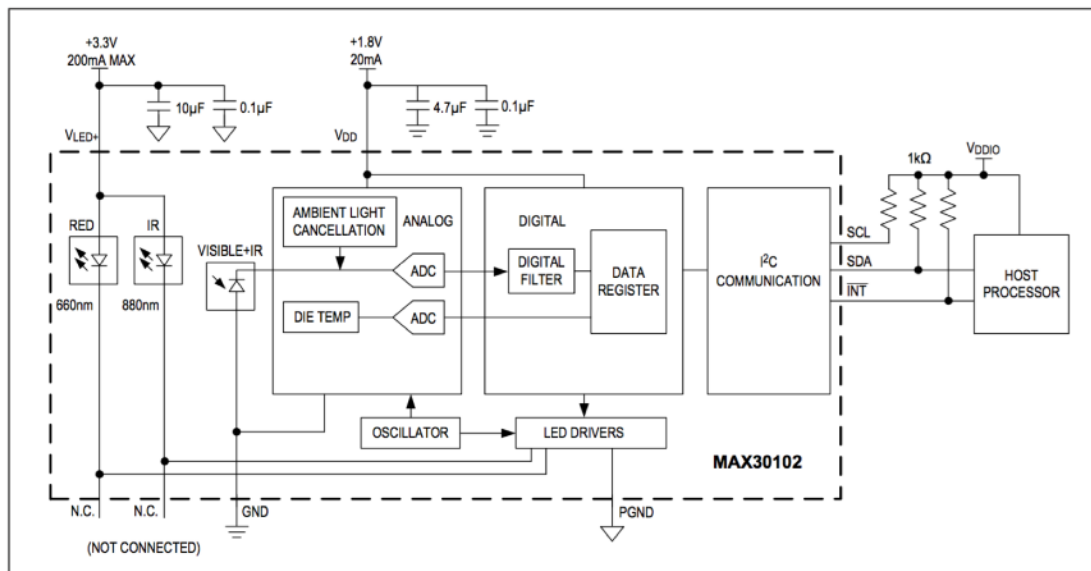 +3.3V
200mA MAX
+1.8V
20mA
10µF
0.1µF
4.7µF
0.1µF
VLED+
VDD
1kΩ
VDDIO
RED
IR
VISIBLE+IR
660nm
880nm
AMBIENT LIGHT
CANCELLATION
ANALOG
ADC
DIE TEMP
ADC
DIGITAL
DIGITAL
FILTER
DATA
REGISTER
I²C
COMMUNICATION
SCL
SDA
INT
HOST
PROCESSOR
OSCILLATOR
LED DRIVERS
MAX30102
N.C.
N.C.
GND
PGND
(NOT CONNECTED)